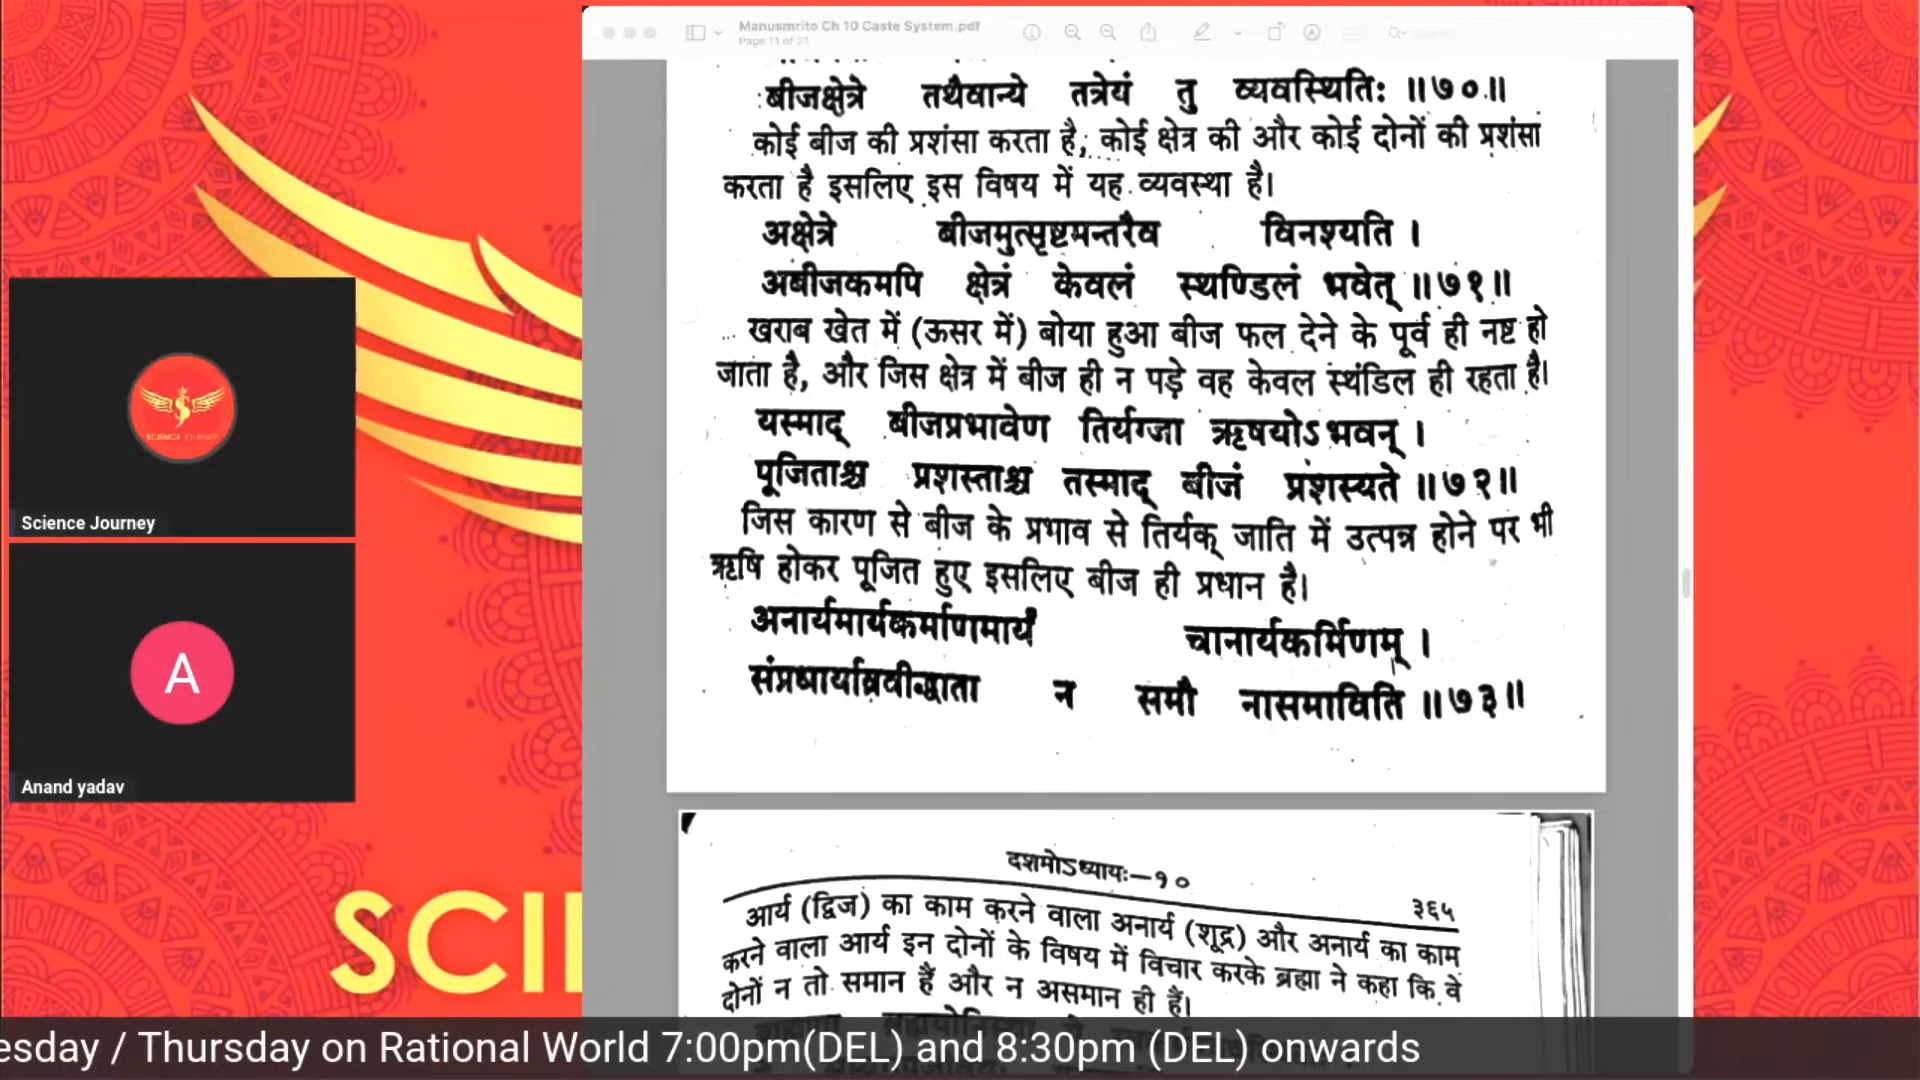 Manusmrito Ch 10 Caste System.pdf
Page 11 of 21
बीजक्षेत्रे तथैवान्ये तत्रेयं तु व्यवस्थितिः ॥७०॥
कोई बीज की प्रशंसा करता है, कोई क्षेत्र की और कोई दोनों की प्रशंसा
करता है इसलिए इस विषय में यह व्यवस्था है।
अक्षेत्रे बीजमुत्सृष्टमन्तरैव विनश्यति ।
अबीजकमपि क्षेत्रं केवलं स्थण्डिलं भवेत् ॥७१॥
खराब खेत में (ऊसर में) बोया हुआ बीज फल देने के पूर्व ही नष्ट हो
जाता है, और जिस क्षेत्र में बीज ही न पड़े वह केवल स्थंडिल ही रहता है।
यस्माद् बीजप्रभावेण तिर्यग्जा ऋषयोऽभवन् ।
पूजिताश्च प्रशस्ताश्च तस्माद् बीजं प्रशस्यते ॥७२॥
जिस कारण से बीज के प्रभाव से तिर्यक् जाति में उत्पन्न होने पर भी
ऋषि होकर पूजित हुए इसलिए बीज ही प्रधान है।
अनार्यमार्यकर्माणमार्यं चानार्यकर्मिणम् ।
संप्रधार्याब्रवीद्धाता न समौ नासमाविति ॥७३॥
दशमोऽध्यायः—१०
३६५
आर्य (द्विज) का काम करने वाला अनार्य (शूद्र) और अनार्य का काम
करने वाला आर्य इन दोनों के विषय में विचार करके ब्रह्मा ने कहा कि वे
दोनों न तो समान हैं और न असमान ही हैं।
SCIENCE JOURNEY
Science Journey
A
Anand yadav
SCI
esday / Thursday on Rational World 7:00pm(DEL) and 8:30pm (DEL) onwards